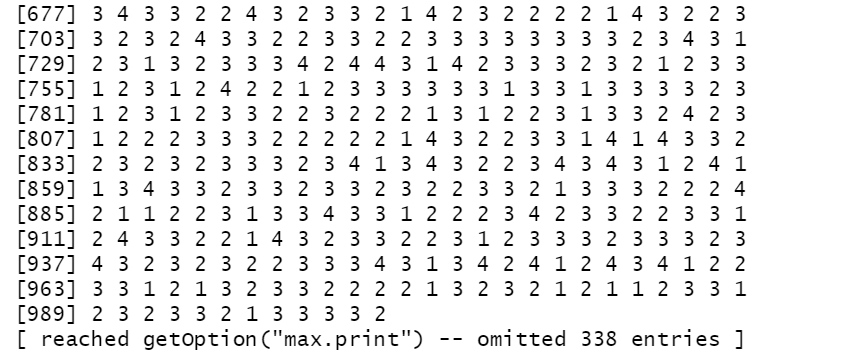 [677] 3 4 3 3 2 2 4 3 2 3 3 2 1 4 2 3 2 2 2 2 1 4 3 2 2 3
[703] 3 2 3 2 4 3 3 2 2 3 3 2 2 3 3 3 3 3 3 3 3 2 3 4 3 1
[729] 2 3 1 3 2 3 3 3 4 2 4 4 3 1 4 2 3 3 3 2 3 2 1 2 3 3
[755] 1 2 3 1 2 4 2 2 1 2 3 3 3 3 3 3 1 3 3 1 3 3 3 3 2 3
[781] 1 2 3 1 2 3 3 2 2 3 2 2 2 1 3 1 2 2 3 1 3 3 2 4 2 3
[807] 1 2 2 2 3 3 3 2 2 2 2 2 1 4 3 2 2 3 3 1 4 1 4 3 3 2
[833] 2 3 2 3 2 3 3 3 2 3 4 1 3 4 3 2 2 3 4 3 4 3 1 2 4 1
[859] 1 3 4 3 3 2 3 3 2 3 3 2 3 2 2 3 3 2 1 3 3 3 2 2 2 4
[885] 2 1 1 2 2 3 1 3 3 4 3 3 1 2 2 2 3 4 2 3 3 2 2 3 3 1
[911] 2 4 3 3 2 2 1 4 3 2 3 3 2 2 3 1 2 3 3 3 2 3 3 3 2 3
[937] 4 3 2 3 2 3 2 2 3 3 3 4 3 1 3 4 2 4 1 2 4 3 4 1 2 2
[963] 3 3 1 2 1 3 2 3 3 2 2 2 2 1 3 2 3 2 1 2 1 1 2 3 3 1
[989] 2 3 2 3 3 2 1 3 3 3 3 2
[ reached getOption("max.print") -- omitted 338 entries ]